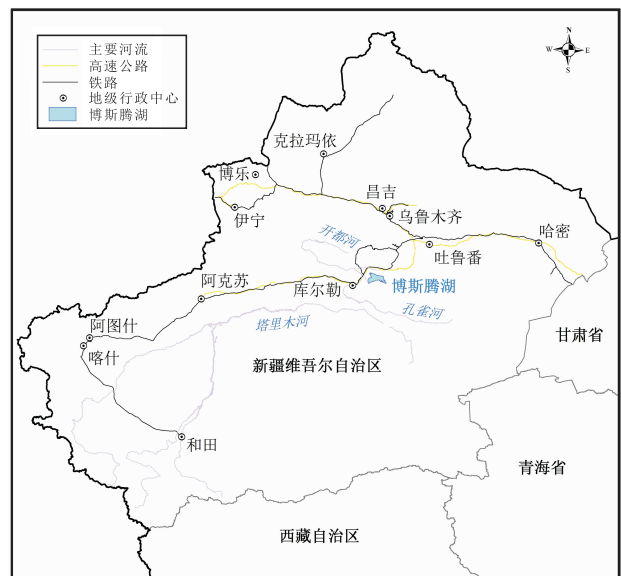 主要河流
高速公路
铁路
地级行政中心
博斯腾湖
N
W
E
S
克拉玛依
博乐
昌吉
伊宁
乌鲁木齐
开都河
哈密
吐鲁番
阿克苏
库尔勒
博斯腾湖
孔雀河
塔里木河
阿图什
喀什
甘肃省
新疆维吾尔自治区
和田
青海省
西藏自治区